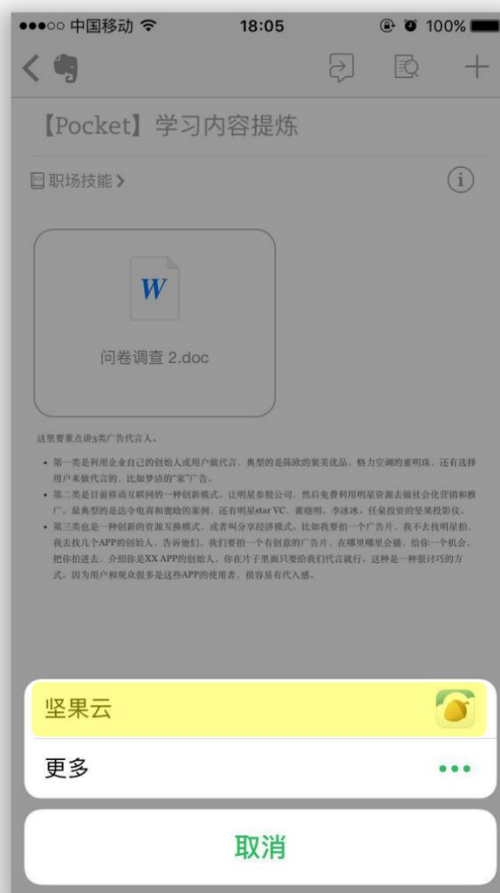 中国移动 18:05 100%
【Pocket】学习内容提炼
职场技能
W
问卷调查 2.doc
这里要重点讲3类广告代言人。
• 第一类是利用企业自己的创始人或用户做代言，典型的是陈欧的聚美优品，格力空调的董明珠，还有选择
用户来做代言的，比如梦洁的“家”广告。
• 第二类是目前移动互联网的一种创新模式，让明星参股公司，然后免费利用明星资源去做社会化营销和推
广。最典型的是达令电商和鹿晗的案例，还有明星star VC，黄晓明、李冰冰、任泉投资的坚果投影仪。
• 第三类也是一种创新的资源互换模式，或者叫分享经济模式。比如我要拍一个广告片，我不去找明星拍，
我去找几个APP的创始人，告诉他们，我们要拍一个有创意的广告片，在哪里哪里会播，给你一个机会，
把你拍进去，介绍你是XX APP的创始人，你在片子里面只要给我们代言就行。这种是一种很讨巧的方
式。因为用户和观众很多是这些APP的使用者，很容易有代入感。
坚果云
更多
取消